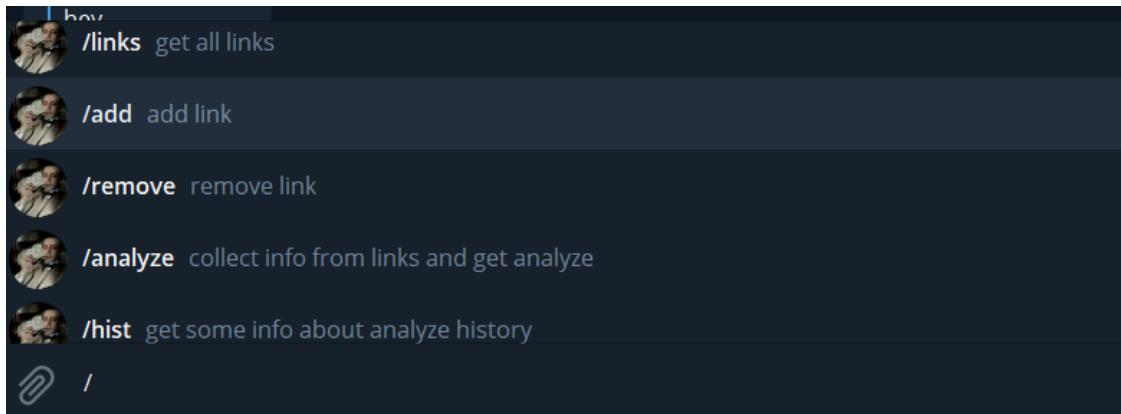 hey
/links get all links
/add add link
/remove remove link
/analyze collect info from links and get analyze
/hist get some info about analyze history
/